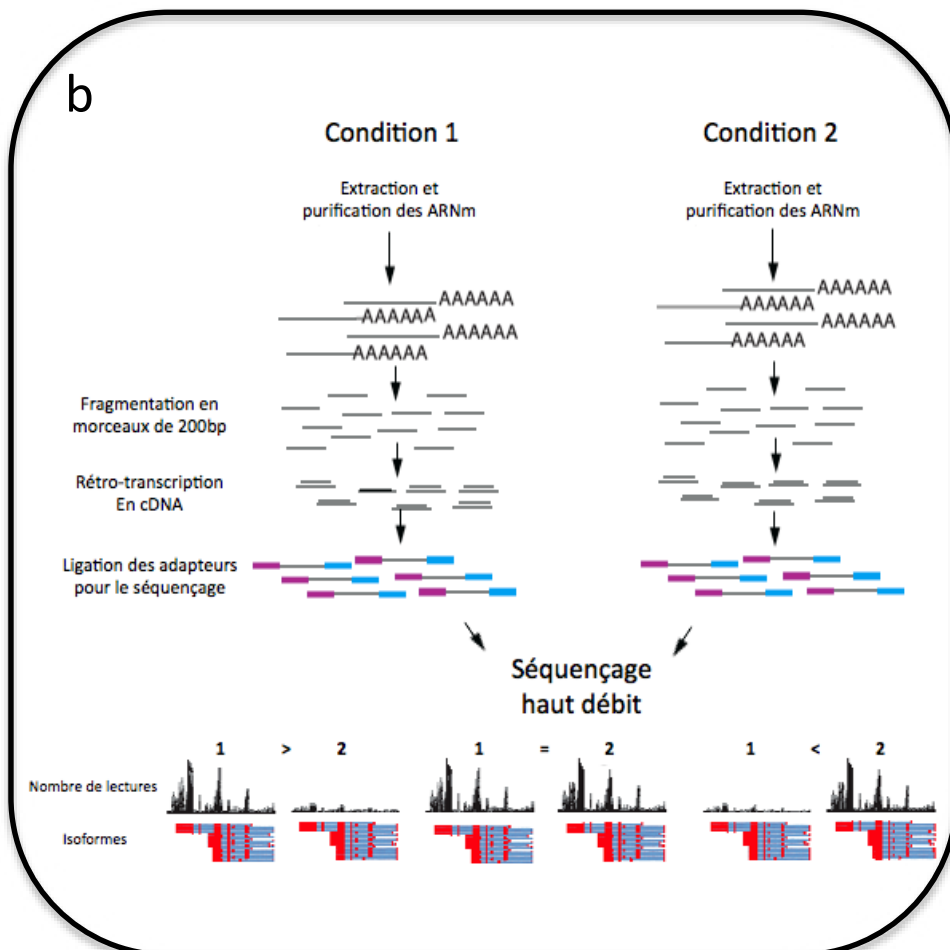 b
Condition 1
Condition 2
Extraction et
purification des ARNm
Extraction et
purification des ARNm
AAAAAA
AAAAAA
AAAAAA
AAAAAA
AAAAAA
AAAAAA
AAAAAA
AAAAAA
Fragmentation en
morceaux de 200bp
Rétro-transcription
En cDNA
Ligation des adapteurs
pour le séquençage
Séquençage
haut débit
1 > 2 1 = 2 1 < 2
Nombre de lectures
Isoformes